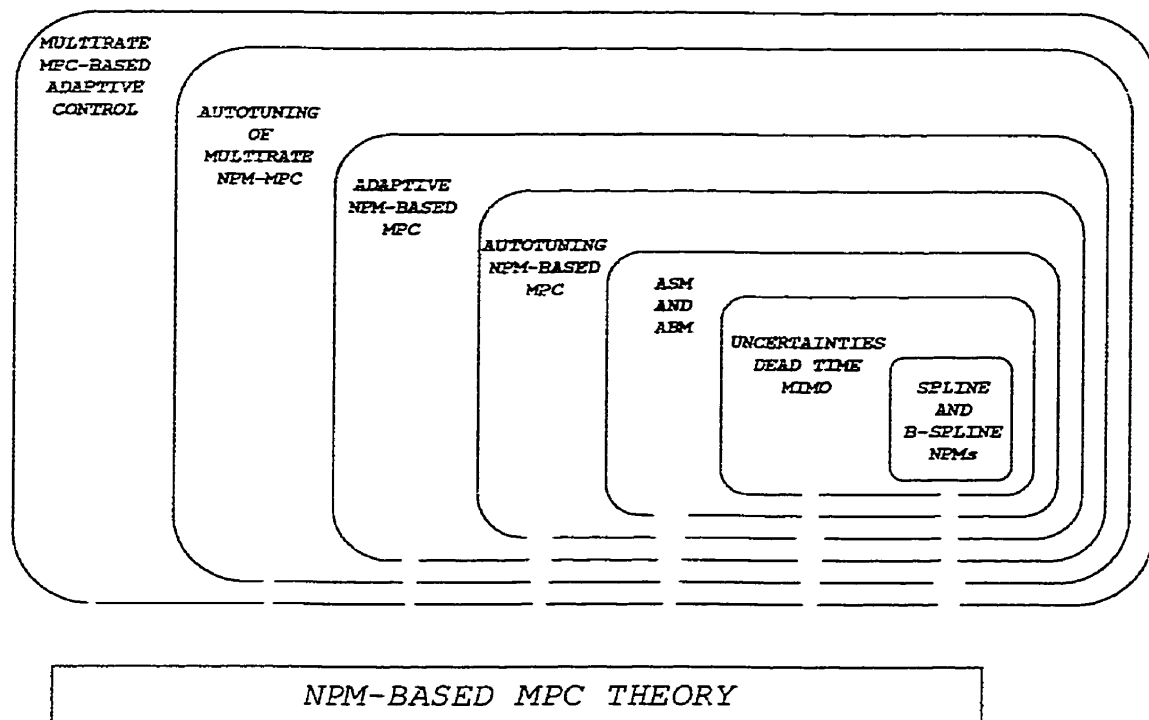 MULTIRATE
MPC-BASED
ADAPTIVE
CONTROL
AUTOTUNING
OF
MULTIRATE
NPM-MPC
ADAPTIVE
NPM-BASED
MPC
AUTOTUNING
NPM-BASED
MPC
ASM
AND
ABM
UNCERTAINTIES
DEAD TIME
MIMO
SPLINE
AND
B-SPLINE
NPMs
NPM-BASED MPC THEORY